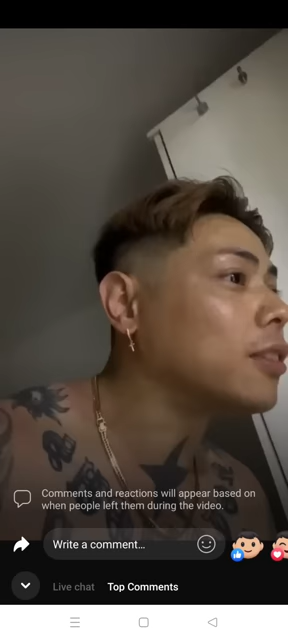 Comments and reactions will appear based on
when people left them during the video.
Write a comment...
Live chat Top Comments